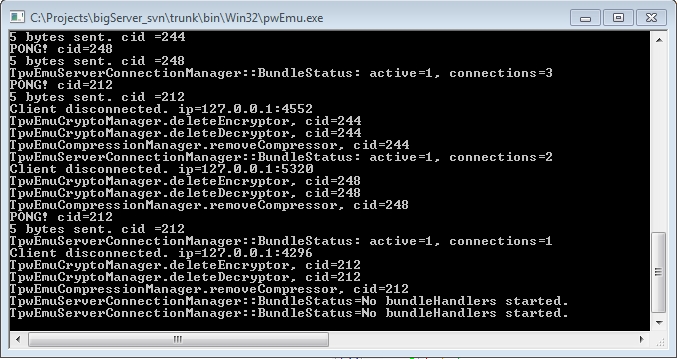 C:\Projects\bigServer_svn\trunk\bin\Win32\pwEmu.exe
5 bytes sent. cid =244
PONG! cid=248
5 bytes sent. cid =248
TpwEmuServerConnectionManager::BundleStatus: active=1, connections=3
PONG! cid=212
5 bytes sent. cid =212
Client disconnected. ip=127.0.0.1:4552
TpwEmuCryptoManager.deleteEncryptor, cid=244
TpwEmuCryptoManager.deleteDecryptor, cid=244
TpwEmuCompressionManager.removeCompressor, cid=244
TpwEmuServerConnectionManager::BundleStatus: active=1, connections=2
Client disconnected. ip=127.0.0.1:5320
TpwEmuCryptoManager.deleteEncryptor, cid=248
TpwEmuCryptoManager.deleteDecryptor, cid=248
TpwEmuCompressionManager.removeCompressor, cid=248
PONG! cid=212
5 bytes sent. cid =212
TpwEmuServerConnectionManager::BundleStatus: active=1, connections=1
Client disconnected. ip=127.0.0.1:4296
TpwEmuCryptoManager.deleteEncryptor, cid=212
TpwEmuCryptoManager.deleteDecryptor, cid=212
TpwEmuCompressionManager.removeCompressor, cid=212
TpwEmuServerConnectionManager::BundleStatus=No bundleHandlers started.
TpwEmuServerConnectionManager::BundleStatus=No bundleHandlers started.